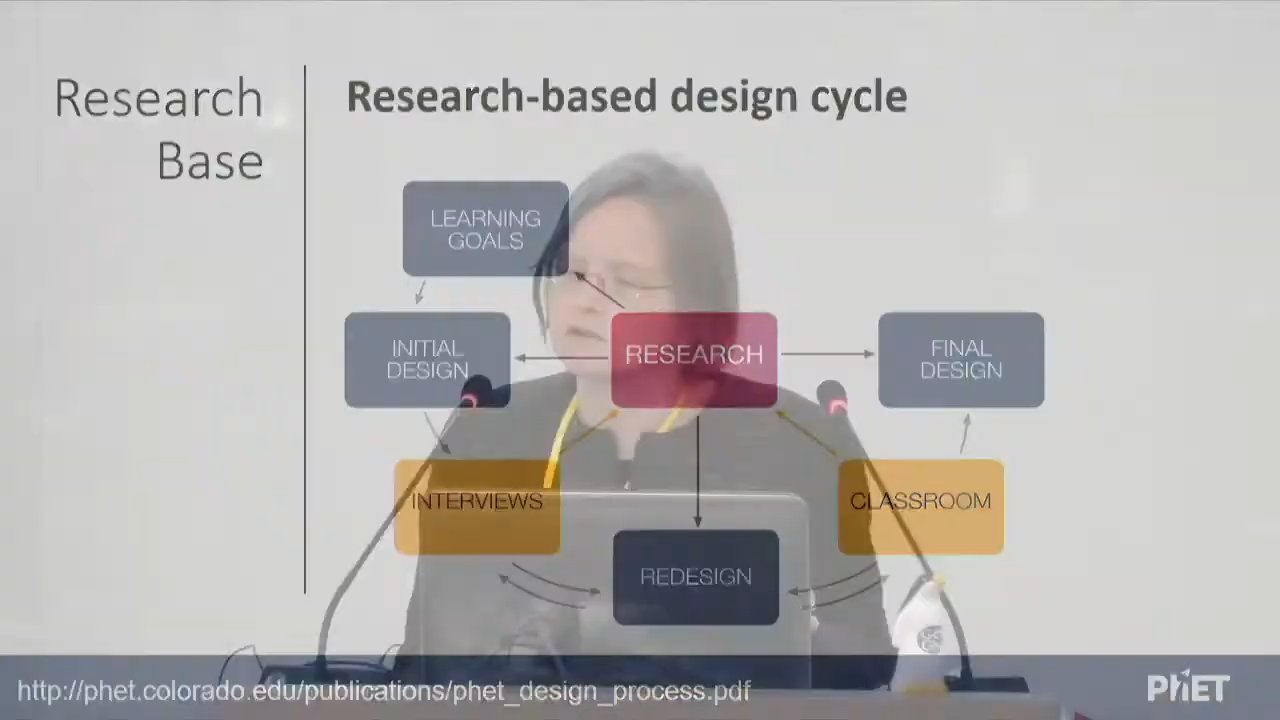 Research
Base
Research-based design cycle
LEARNING
GOALS
INITIAL
DESIGN
RESEARCH
FINAL
DESIGN
INTERVIEWS
CLASSROOM
REDESIGN
http://phet.colorado.edu/publications/phet_design_process.pdf
PhET